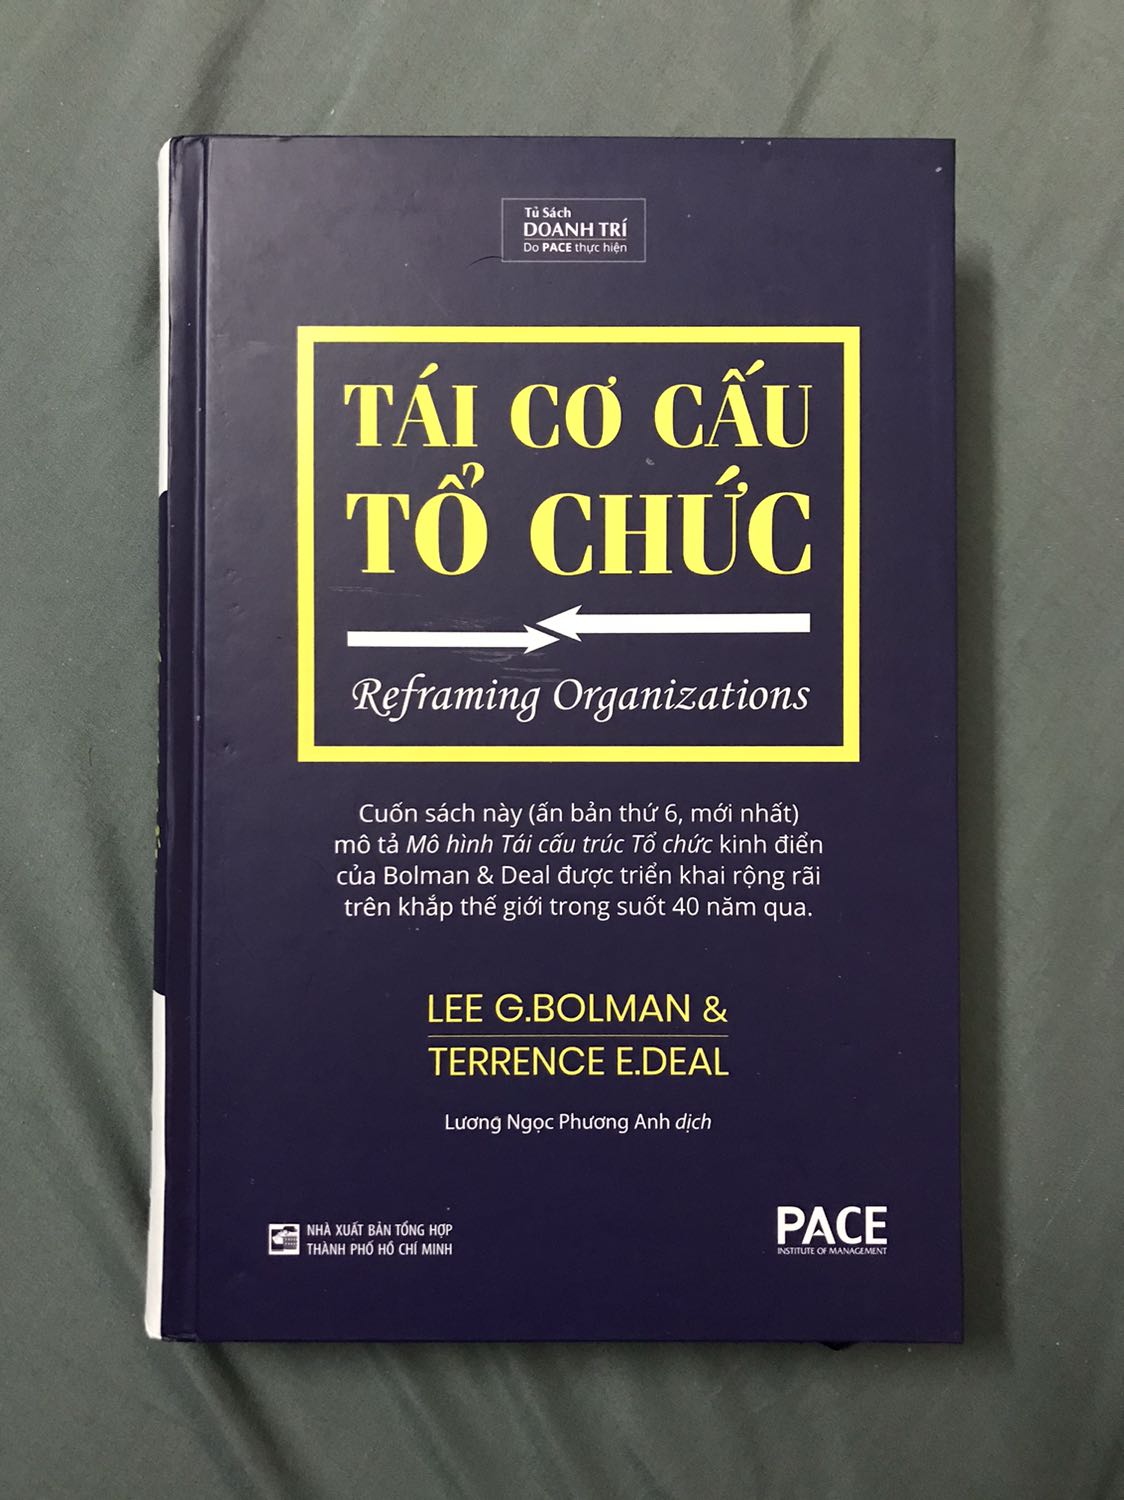 Tủ Sách
DOANH TRÍ
Do PACE thực hiện
TÁI CƠ CẤU
TỔ CHỨC
Reframing Organizations
Cuốn sách này (ấn bản thứ 6, mới nhất)
mô tả Mô hình Tái cấu trúc Tổ chức kinh điển
của Bolman & Deal được triển khai rộng rãi
trên khắp thế giới trong suốt 40 năm qua.
LEE G.BOLMAN &
TERRENCE E.DEAL
Lương Ngọc Phương Anh dịch
NHÀ XUẤT BẢN TỔNG HỢP
THÀNH PHỐ HỒ CHÍ MINH
PACE
INSTITUTE OF MANAGEMENT